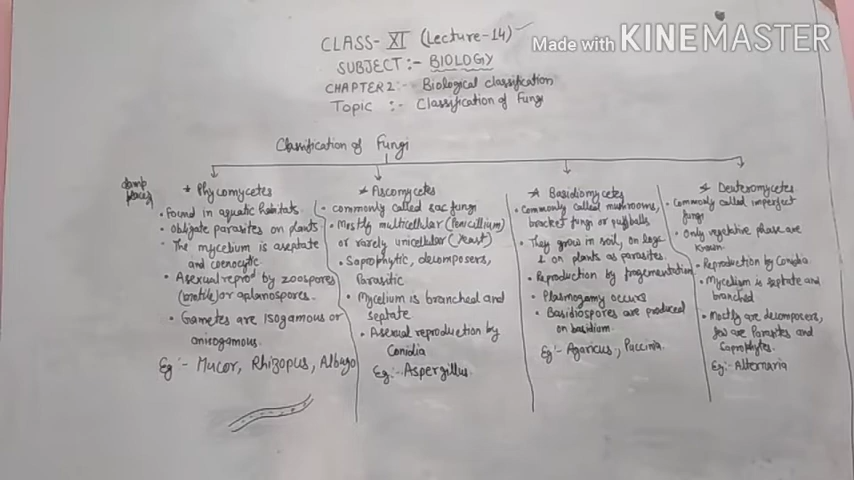 CLASS- XI (Lecture-14)
Made with KINEMASTER
SUBJECT :- BIOLOGY
CHAPTER 2 :- Biological classification
Topic :- Classification of Fungi
Classification of Fungi
damp places
* Phycomycetes
• Found in aquatic habitats.
• Obligate parasites on plants
• The mycelium is aseptate
and coenocytic.
• Asexual reprod by zoospores
(motile) or aplanospores.
• Gametes are Isogamous or
anisogamous.
Eg :- Mucor, Rhizopus, Albugo
* Ascomycetes
• commonly called sac fungi
• Mostly multicellular (Penicillium)
or rarely unicellular (yeast)
• Saprophytic, decomposers,
Parasitic
• Mycelium is branched and
septate
• Asexual reproduction by
Conidia
Eg :- Aspergillus.
* Basidiomycetes
• Commonly called mushrooms,
bracket fungi or puffballs
• They grow in soil, on logs
& on plants as parasites.
• Reproduction by fragementation
• Plasmogamy occurs
• Basidiospores are produced
on basidium.
Eg :- Agaricus, Puccinia.
* Deuteromycetes
• Commonly called imperfect
fungi
• Only vegetative phase are
known.
• Reproduction by Conidia
• Mycelium is septate and
branched
• Mostly are decomposers,
few are Parasites and
Saprophytes.
Eg :- Alternaria